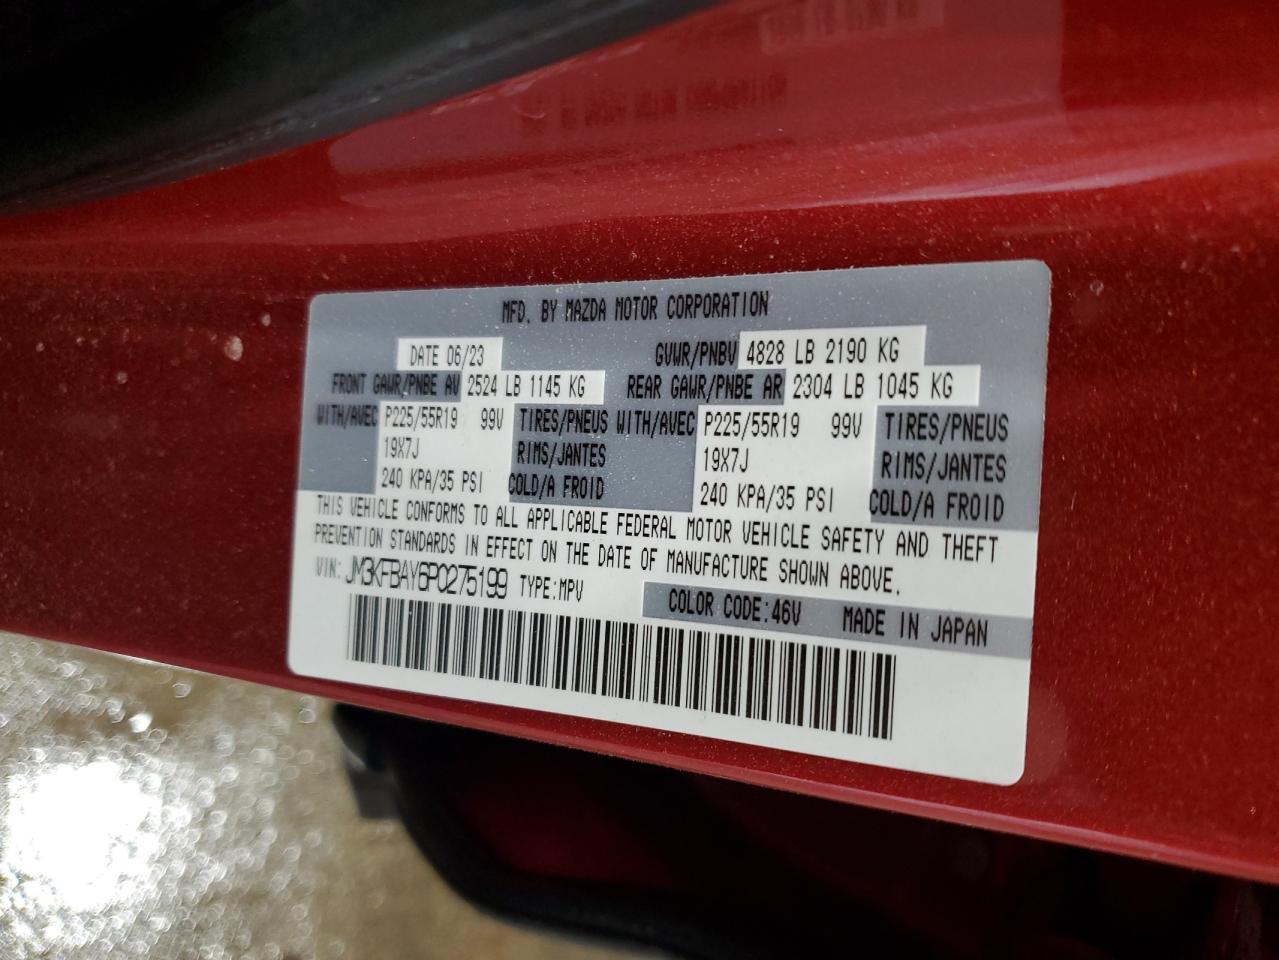 MFD. BY MAZDA MOTOR CORPORATION
DATE 06/23 GVWR/PNBV 4828 LB 2190 KG
FRONT GAWR/PNBE AV 2524 LB 1145 KG REAR GAWR/PNBE AR 2304 LB 1045 KG
WITH/AVEC P225/55R19 99V TIRES/PNEUS WITH/AVEC P225/55R19 99V TIRES/PNEUS
19X7J RIMS/JANTES 19X7J RIMS/JANTES
240 KPA/35 PSI COLD/A FROID 240 KPA/35 PSI COLD/A FROID
THIS VEHICLE CONFORMS TO ALL APPLICABLE FEDERAL MOTOR VEHICLE SAFETY AND THEFT
PREVENTION STANDARDS IN EFFECT ON THE DATE OF MANUFACTURE SHOWN ABOVE.
VIN: JM3KFBAY6P0275199 TYPE:MPV
COLOR CODE:46V MADE IN JAPAN